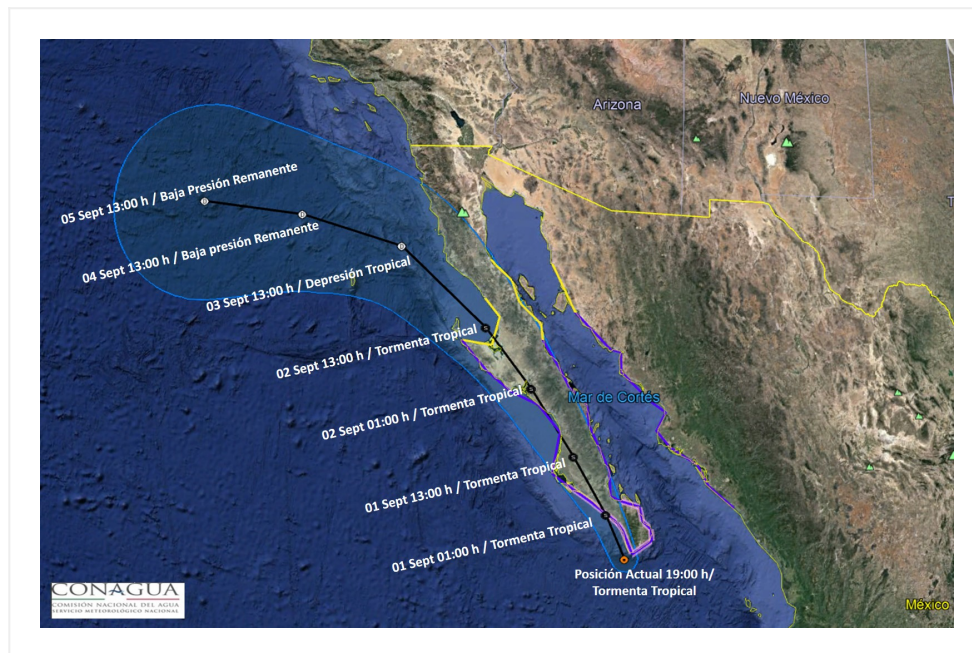 Arizona
Nuevo México
05 Sept 13:00 h / Baja Presión Remanente
04 Sept 13:00 h / Baja presión Remanente
03 Sept 13:00 h / Depresión Tropical
02 Sept 13:00 h / Tormenta Tropical
Mar de Cortés
02 Sept 01:00 h / Tormenta Tropical
01 Sept 13:00 h / Tormenta Tropical
01 Sept 01:00 h / Tormenta Tropical
Posición Actual 19:00 h/
Tormenta Tropical
México
CONAGUA
COMISIÓN NACIONAL DEL AGUA
SERVICIO METEOROLÓGICO NACIONAL